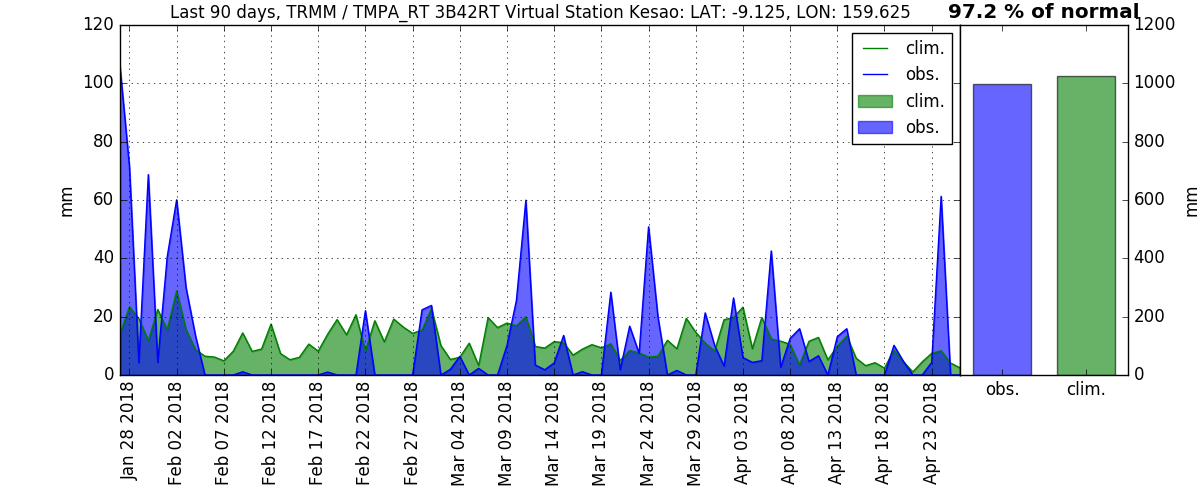 Last 90 days, TRMM / TMPA_RT 3B42RT Virtual Station Kesao: LAT: -9.125, LON: 159.625
97.2 % of normal
120
100
80
60
40
20
0
mm
clim.
obs.
clim.
obs.
1200
1000
800
600
400
200
0
mm
Jan 28 2018
Feb 02 2018
Feb 07 2018
Feb 12 2018
Feb 17 2018
Feb 22 2018
Feb 27 2018
Mar 04 2018
Mar 09 2018
Mar 14 2018
Mar 19 2018
Mar 24 2018
Mar 29 2018
Apr 03 2018
Apr 08 2018
Apr 13 2018
Apr 18 2018
Apr 23 2018
obs.
clim.